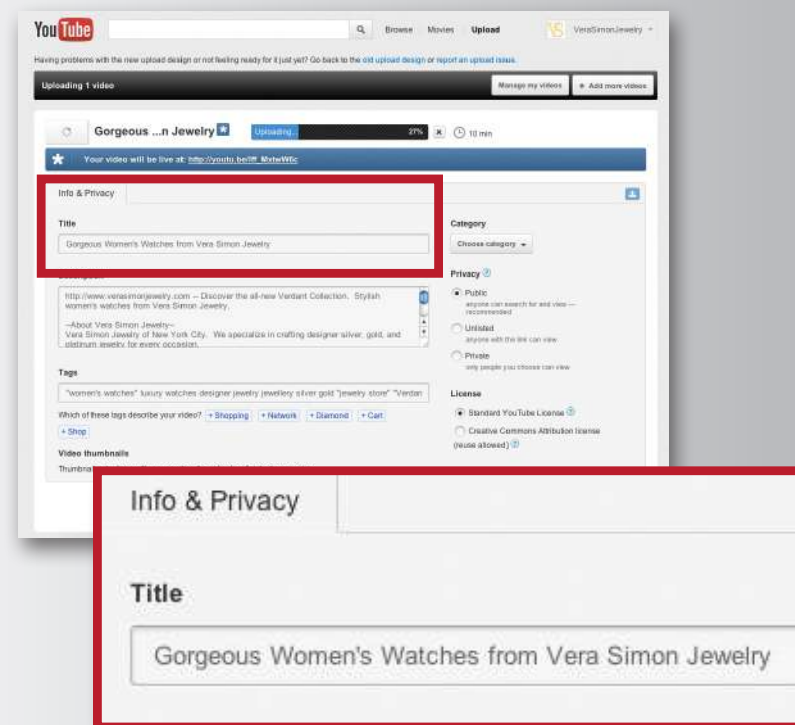 YouTube Browse Movies Upload VeraSimonJewelry
Having problems with the new upload design or not feeling ready for it just yet? Go back to the old upload design or report an upload issue.
Uploading 1 video Manage my videos + Add more videos
Gorgeous ...n Jewelry Uploading... 27% 10 min
Your video will be live at:
Info & Privacy
Title
Gorgeous Women's Watches from Vera Simon Jewelry
http://www.verasimonjewelry.com -- Discover the all-new Verdant Collection. Stylish
women's watches from Vera Simon Jewelry.
--About Vera Simon Jewelry--
Vera Simon Jewelry of New York City. We specialize in crafting designer silver, gold, and
platinum jewelry for every occasion.
Tags
"women's watches" luxury watches designer jewelry jewellery silver gold "jewelry store" "Verdan
Which of these tags describe your video? + Shopping + Network + Diamond + Cart
+ Shop
Video thumbnails
Category
Choose category
Privacy
Public
anyone can search for and view —
recommended
Unlisted
anyone with the link can view
Private
only people you choose can view
License
Standard YouTube License
Creative Commons Attribution license
(reuse allowed)
Info & Privacy
Title
Gorgeous Women's Watches from Vera Simon Jewelry